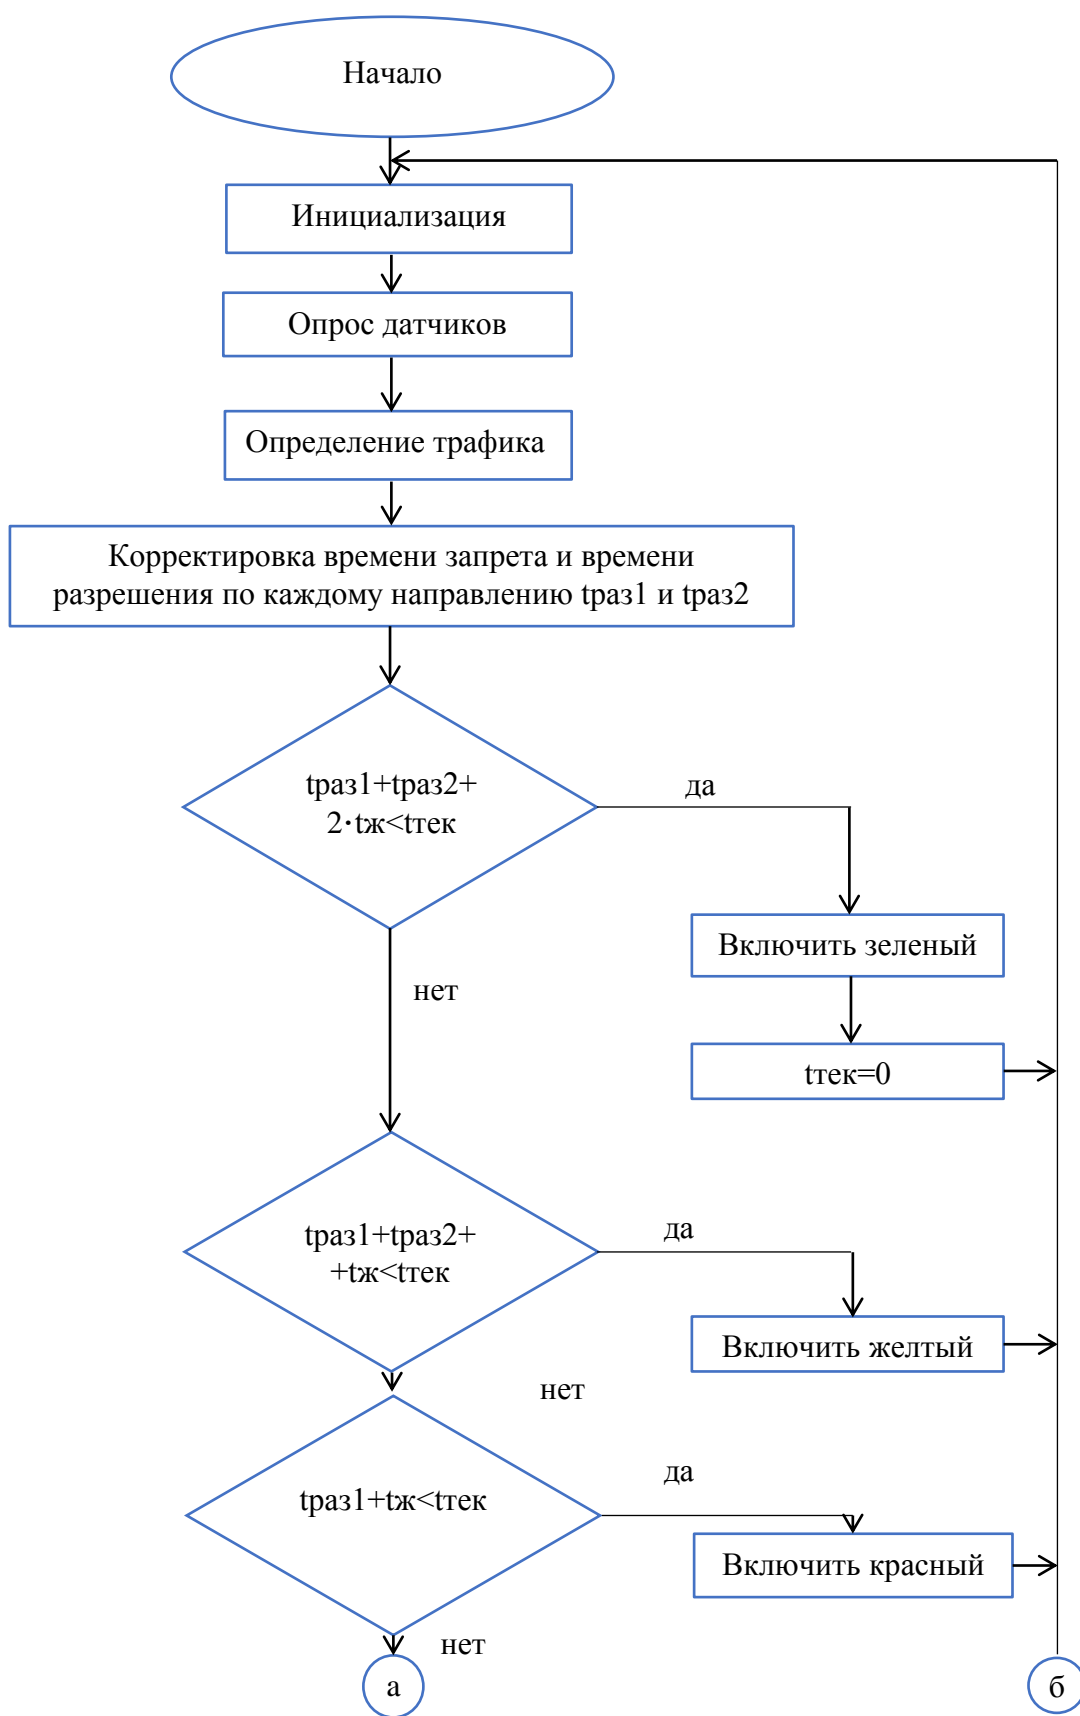 Начало
Инициализация
Опрос датчиков
Определение трафика
Корректировка времени запрета и времени
разрешения по каждому направлению tраз1 и tраз2
tраз1+tраз2+
2·tж<tтек
да
Включить зеленый
нет
tтек=0
tраз1+tраз2+
+tж<tтек
да
Включить желтый
нет
tраз1+tж<tтек
да
Включить красный
нет
а
б